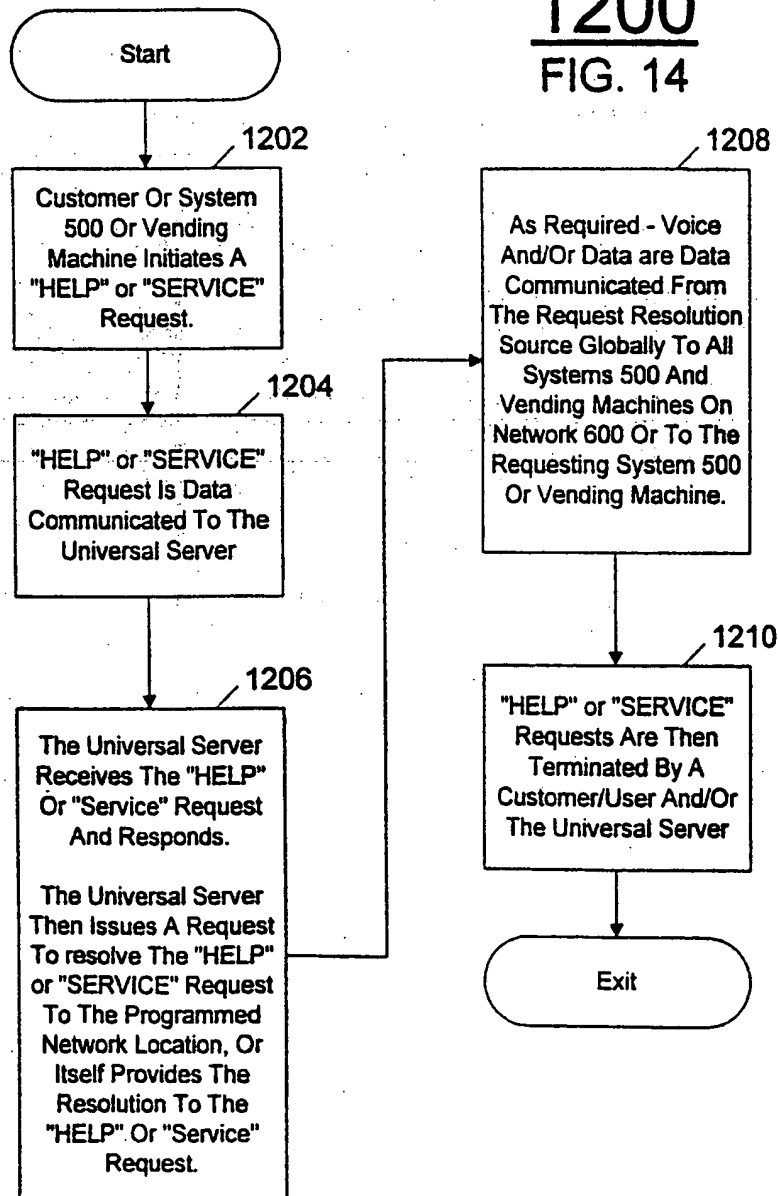 1200
FIG. 14
Start
1202
Customer Or System
500 Or Vending
Machine Initiates A
"HELP" or "SERVICE"
Request.
1204
"HELP" or "SERVICE"
Request Is Data
Communicated To The
Universal Server
1206
The Universal Server
Receives The "HELP"
Or "Service" Request
And Responds.
The Universal Server
Then Issues A Request
To resolve The "HELP"
or "SERVICE" Request
To The Programmed
Network Location, Or
Itself Provides The
Resolution To The
"HELP" Or "Service"
Request.
1208
As Required - Voice
And/Or Data are Data
Communicated From
The Request Resolution
Source Globally To All
Systems 500 And
Vending Machines On
Network 600 Or To The
Requesting System 500
Or Vending Machine.
1210
"HELP" or "SERVICE"
Requests Are Then
Terminated By A
Customer/User And/Or
The Universal Server
Exit